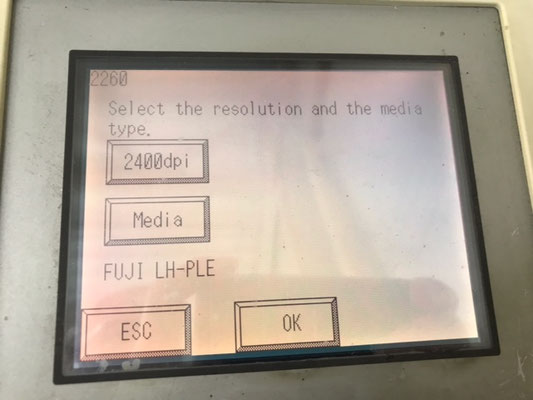 2260
Select the resolution and the media
type.
2400dpi
Media
FUJI LH-PLE
ESC
OK